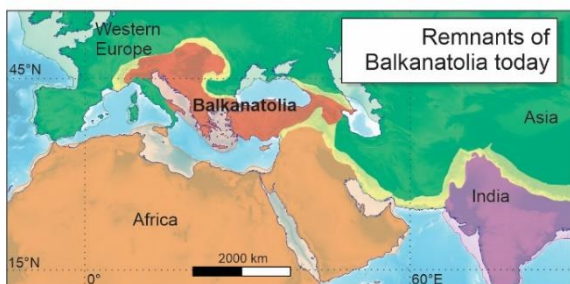 Remnants of
Balkanatolia today
Western
Europe
45°N
Balkanatolia
Asia
India
Africa
2000 km
15°N
0°
60°E